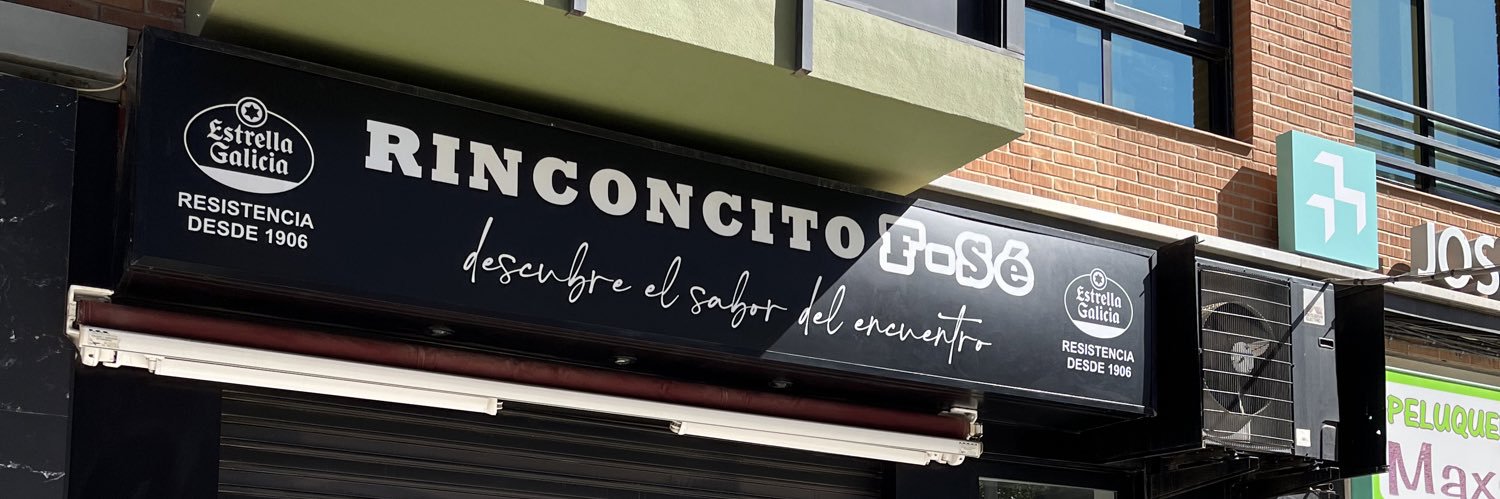 Estrella
Galicia
RESISTENCIA
DESDE 1906
RINCONCITO F-Sé
descubre el sabor del encuentro
Estrella
Galicia
RESISTENCIA
DESDE 1906
JOS
PELUQUE
Max